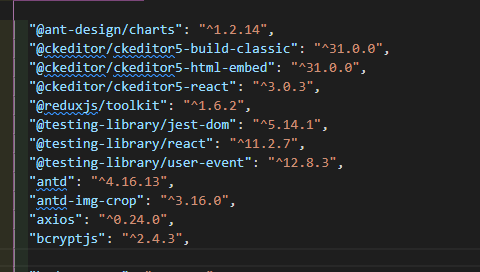 "@ant-design/charts": "^1.2.14",
"@ckeditor/ckeditor5-build-classic": "^31.0.0",
"@ckeditor/ckeditor5-html-embed": "^31.0.0",
"@ckeditor/ckeditor5-react": "^3.0.3",
"@reduxjs/toolkit": "^1.6.2",
"@testing-library/jest-dom": "^5.14.1",
"@testing-library/react": "^11.2.7",
"@testing-library/user-event": "^12.8.3",
"antd": "^4.16.13",
"antd-img-crop": "^3.16.0",
"axios": "^0.24.0",
"bcryptjs": "^2.4.3",